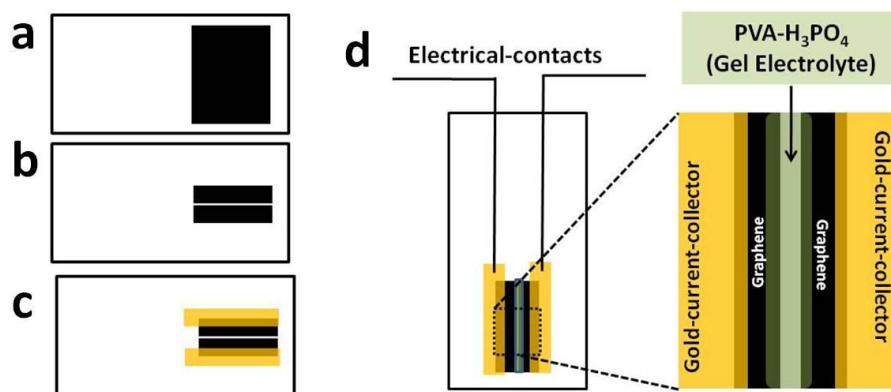 a
b
c
d
Electrical-contacts
PVA-H₃PO₄
(Gel Electrolyte)
Gold-current-collector
Graphene
Graphene
Gold-current-collector